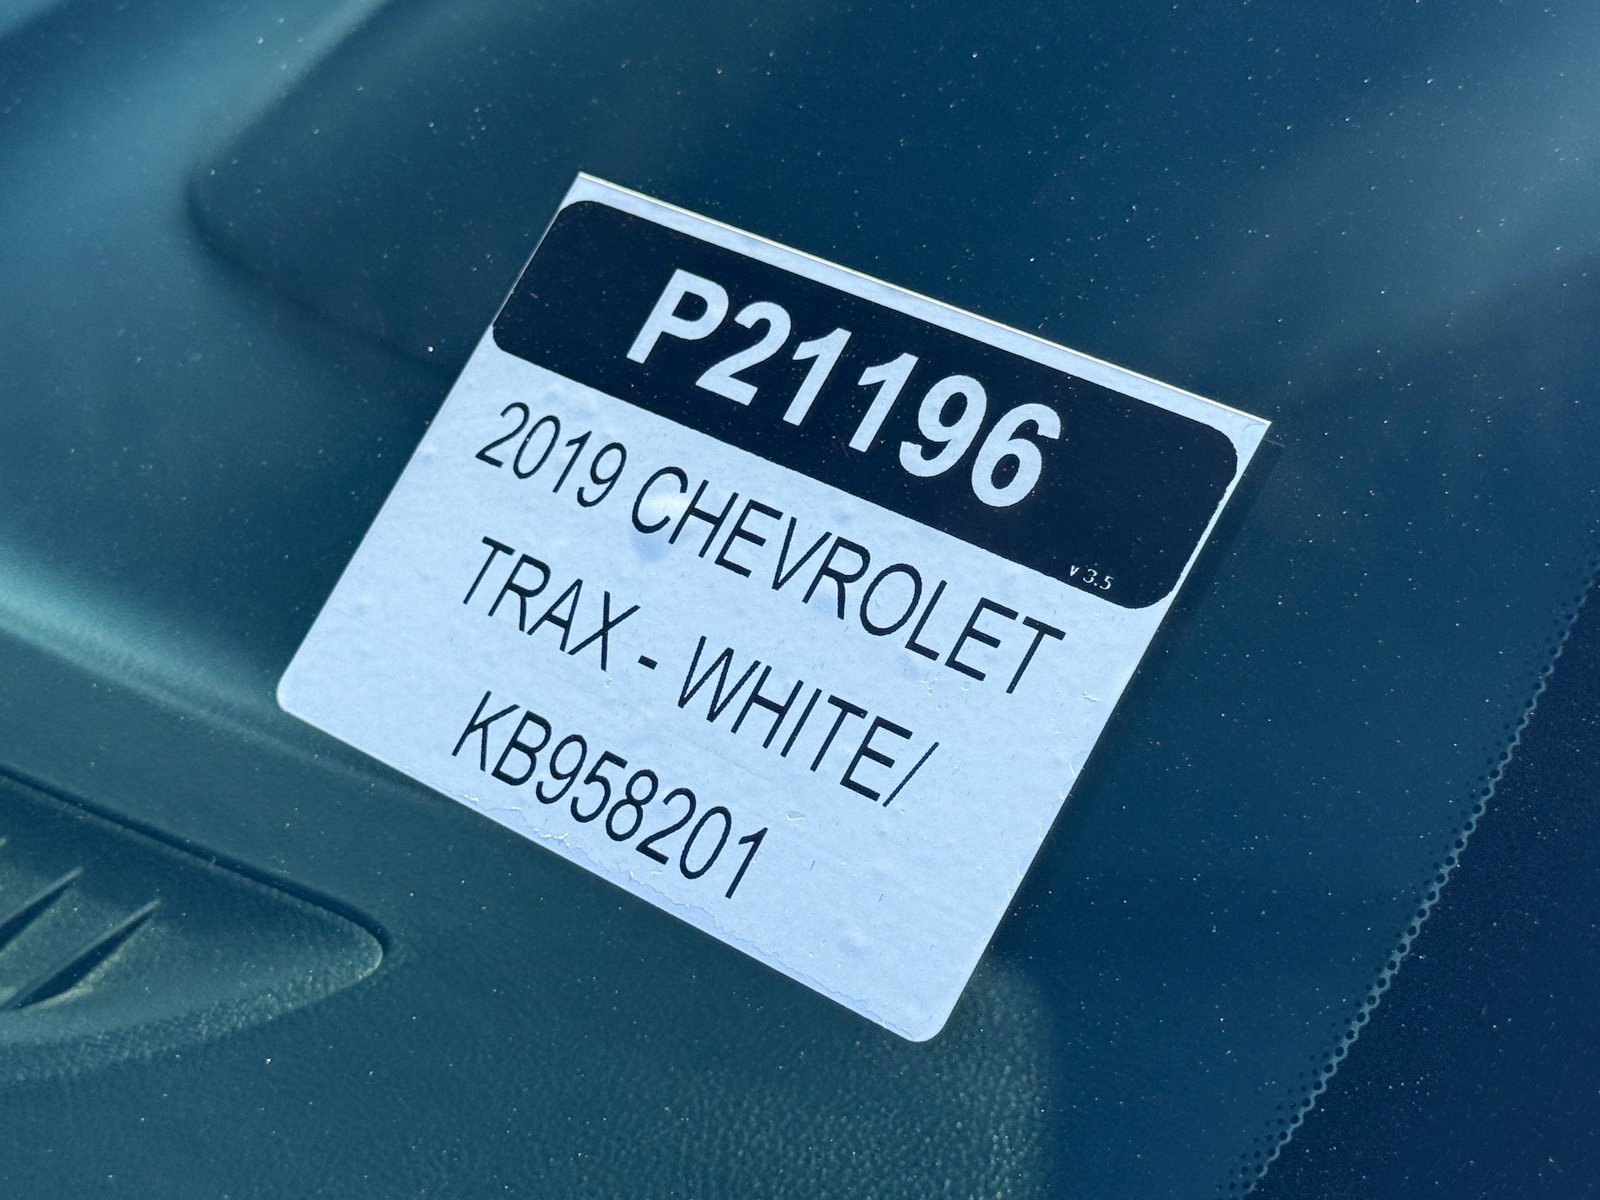 P21196
v 3.5
2019 CHEVROLET
TRAX - WHITE/
KB958201